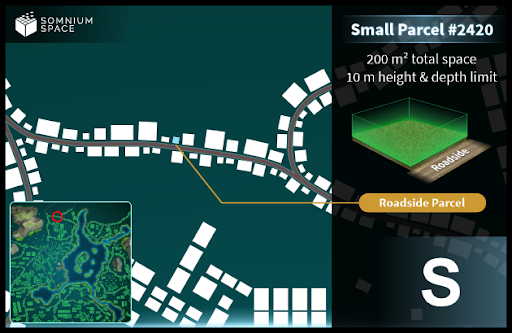 SOMNIUM
SPACE
Small Parcel #2420
200 m² total space
10 m height & depth limit
Roadside
Roadside Parcel
S